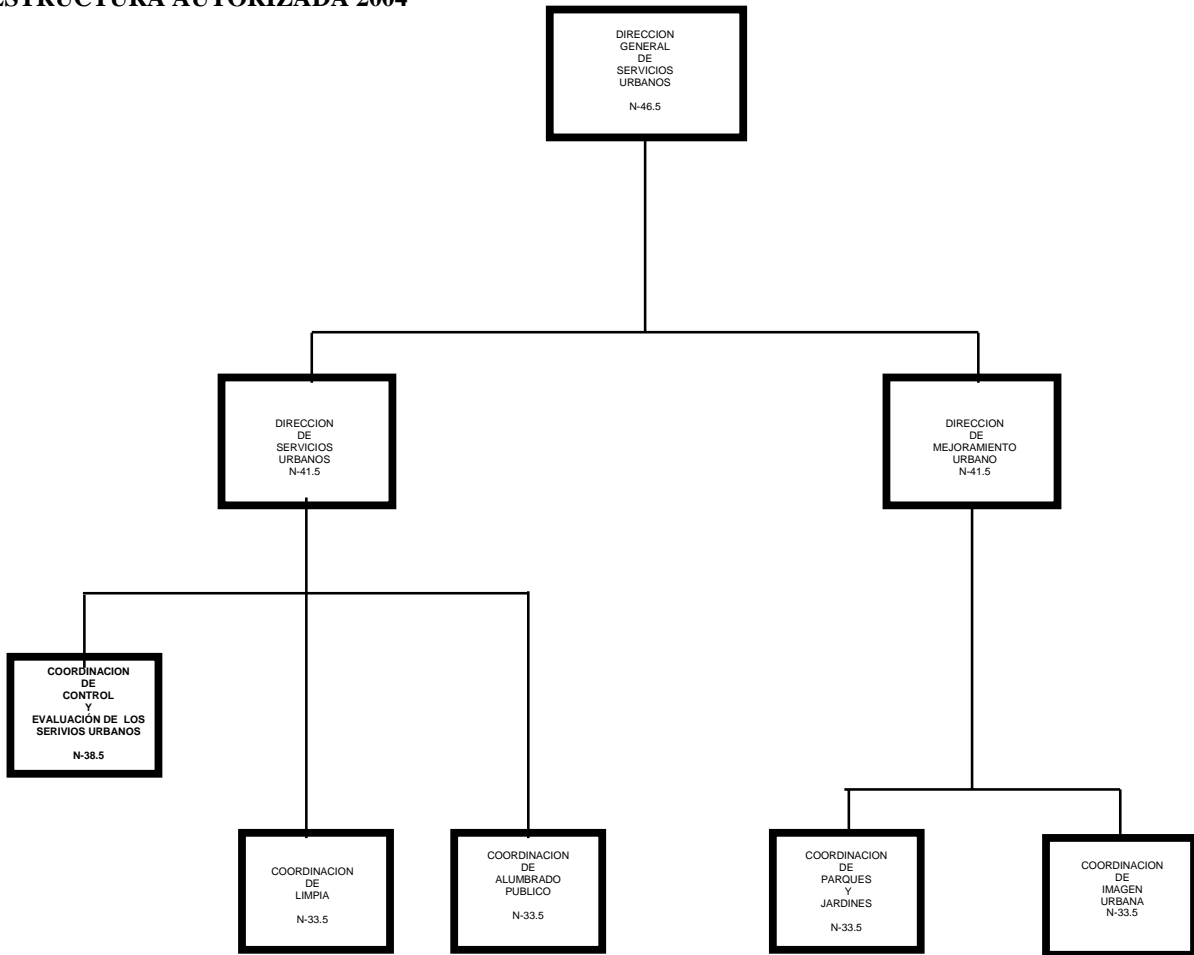 ESTRUCTURA AUTORIZADA 2004
DIRECCION
GENERAL
DE
SERVICIOS
URBANOS
N-46.5
DIRECCION
DE
SERVICIOS
URBANOS
N-41.5
DIRECCION
DE
MEJORAMIENTO
URBANO
N-41.5
COORDINACION
DE
CONTROL
Y
EVALUACIÓN DE LOS
SERIVIOS URBANOS
N-38.5
COORDINACION
DE
LIMPIA
N-33.5
COORDINACION
DE
ALUMBRADO
PUBLICO
N-33.5
COORDINACION
DE
PARQUES
Y
JARDINES
N-33.5
COORDINACION
DE
IMAGEN
URBANA
N-33.5